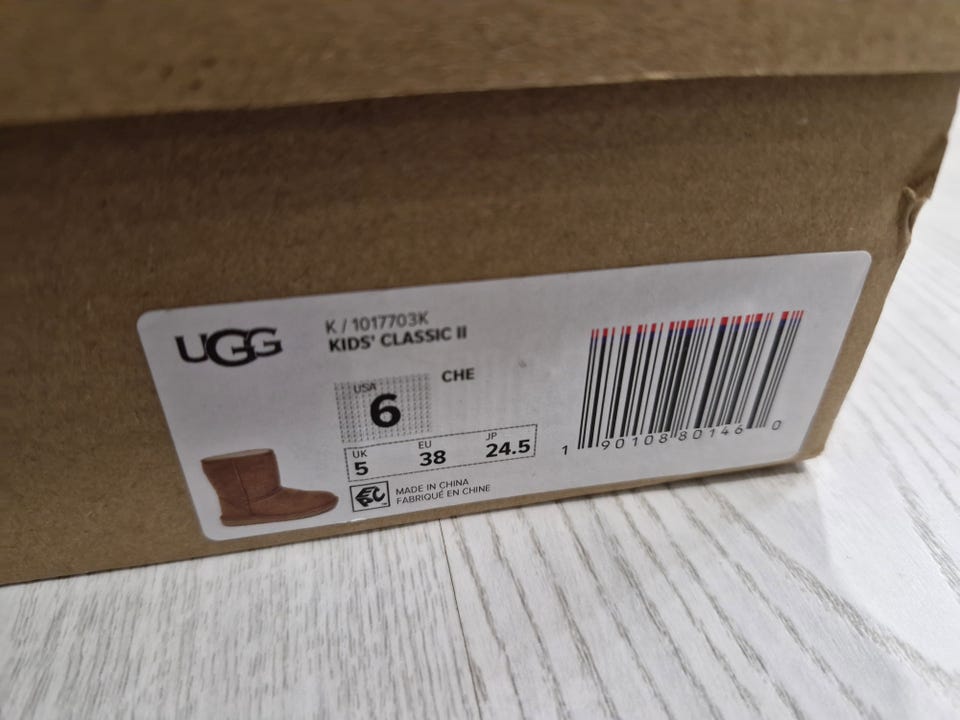 UGG
K / 1017703K
KIDS' CLASSIC II
CHE
USA
6
UK
5
EU
38
JP
24.5
MADE IN CHINA
FABRIQUÉ EN CHINE
1 90108 80146 0